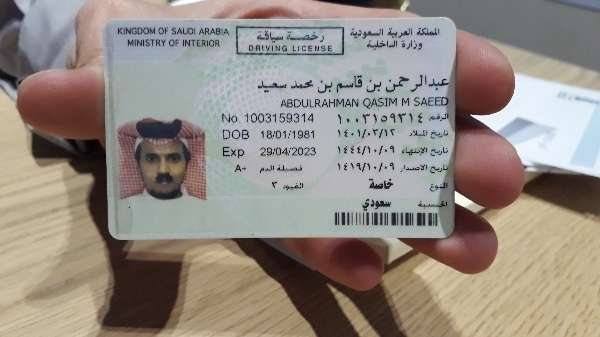 KINGDOM OF SAUDI ARABIA
MINISTRY OF INTERIOR
رخصة سياقة
DRIVING LICENSE
المملكة العربية السعودية
وزارة الداخلية
عبدالرحمن بن قاسم بن محمد سعيد
ABDULRAHMAN QASIM M SAEED
No 1003159314 الرقم ١٠٠٣١٥٩٣١٤
DOB 18/01/1981 تاريخ الميلاد ١٤٠١/٠٣/١٢
Exp 29/04/2023 تاريخ الإنتهاء ١٤٤٤/١٠/٠٩
A+ فصيلة الدم تاريخ الاصدار ١٤١٩/١٠/٠٩
القيود ٢ النوع خاصة
الجنسية سعودي